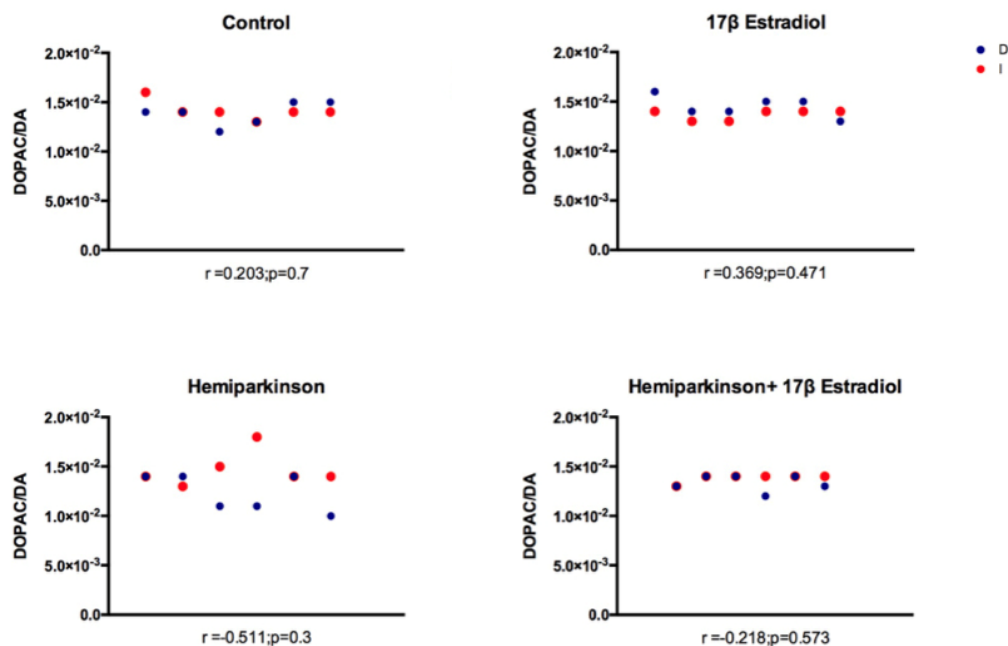 Control
2.0×10⁻²
1.5×10⁻²
1.0×10⁻²
5.0×10⁻³
0.0
DOPAC/DA
r =0.203;p=0.7
17β Estradiol
2.0×10⁻²
1.5×10⁻²
1.0×10⁻²
5.0×10⁻³
0.0
DOPAC/DA
r =0.369;p=0.471
D
I
Hemiparkinson
2.0×10⁻²
1.5×10⁻²
1.0×10⁻²
5.0×10⁻³
0.0
DOPAC/DA
r =-0.511;p=0.3
Hemiparkinson+ 17β Estradiol
2.0×10⁻²
1.5×10⁻²
1.0×10⁻²
5.0×10⁻³
0.0
DOPAC/DA
r =-0.218;p=0.573